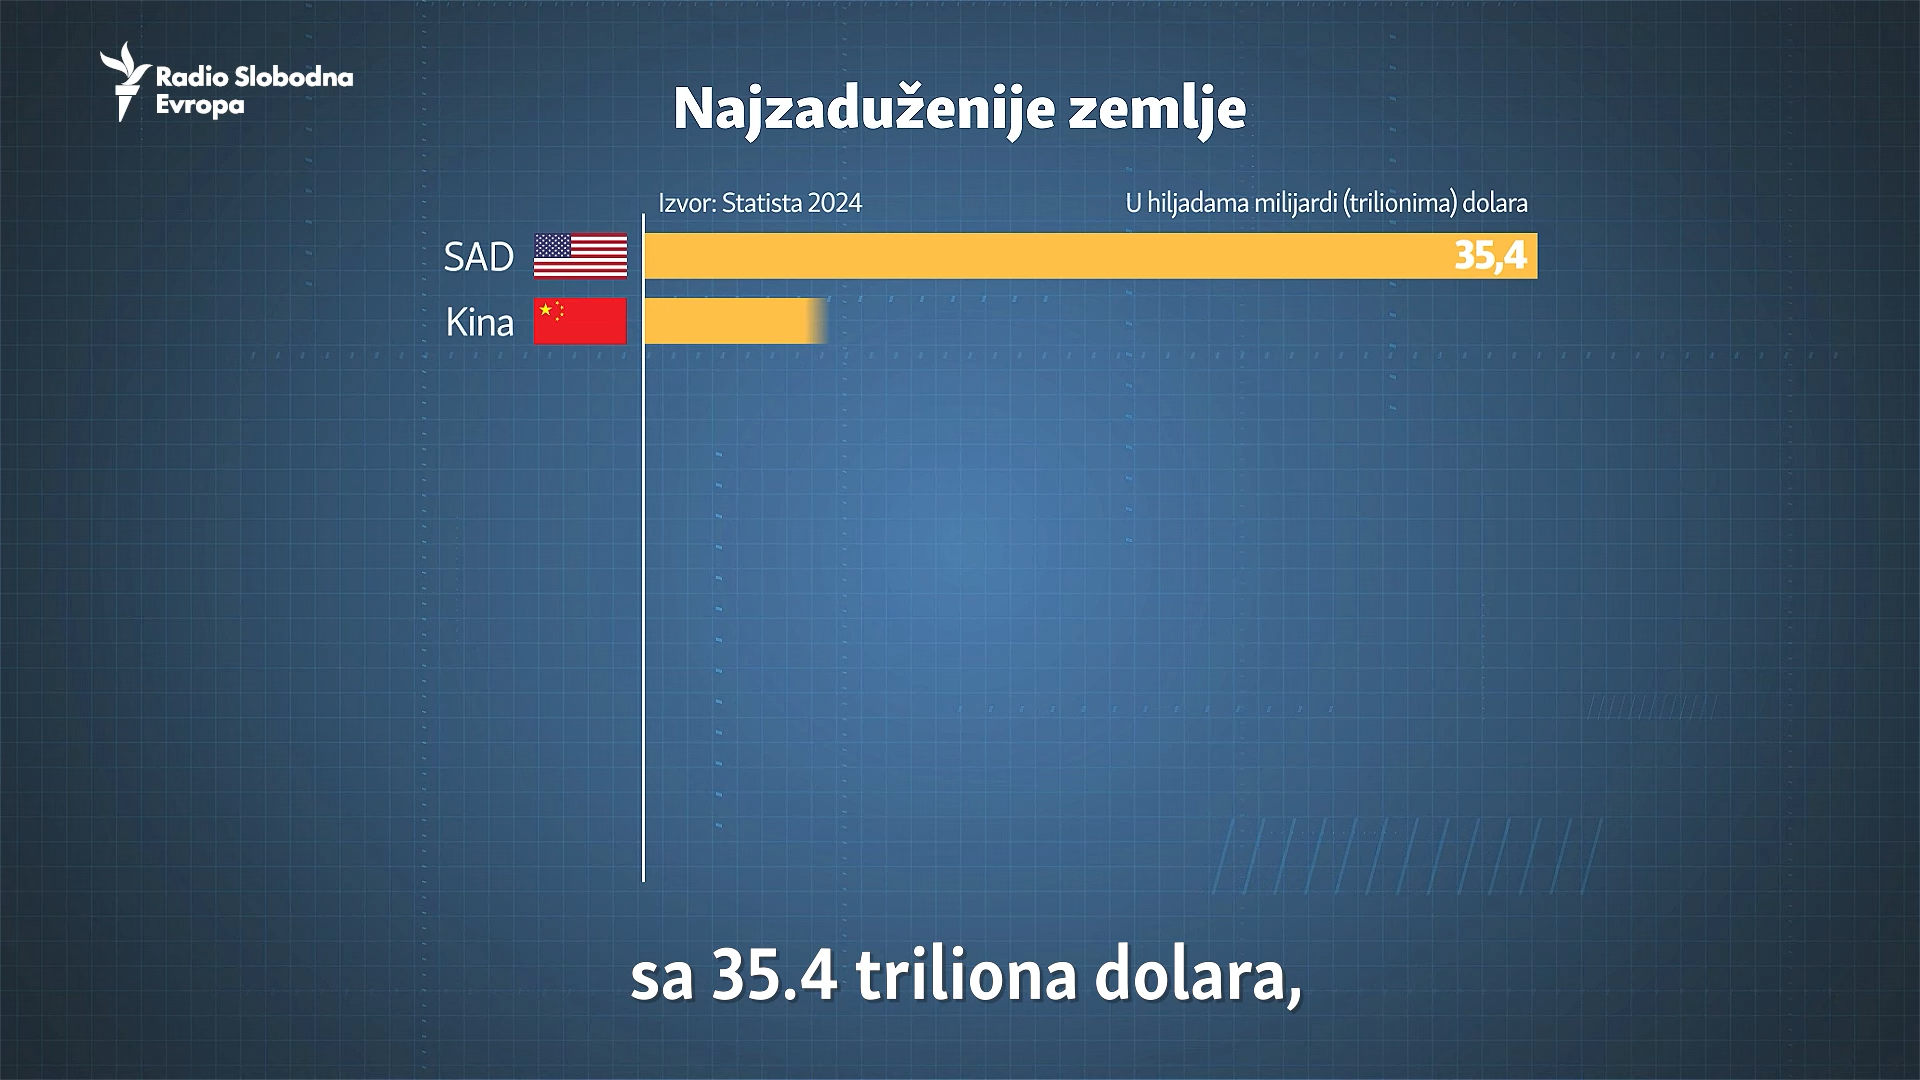 Radio Slobodna
Evropa
Najzaduženije zemlje
Izvor: Statista 2024
U hiljadama milijardi (trilionima) dolara
SAD
35,4
Kina
sa 35.4 triliona dolara,